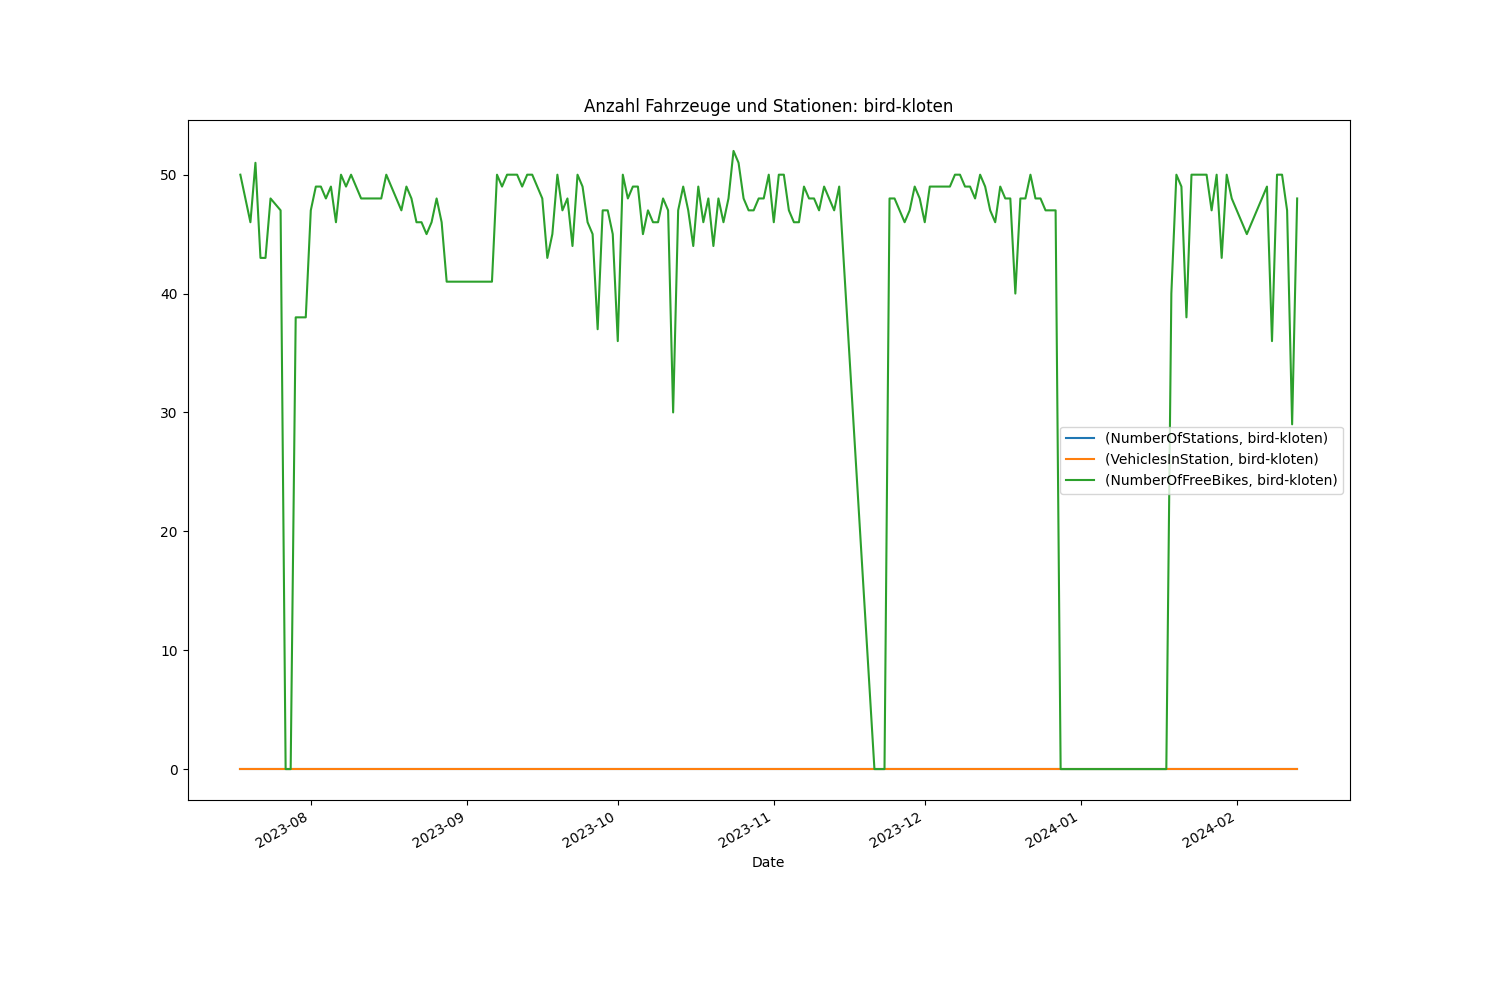 Anzahl Fahrzeuge und Stationen: bird-kloten
50
40
30
20
10
0
(NumberOfStations, bird-kloten)
(VehiclesInStation, bird-kloten)
(NumberOfFreeBikes, bird-kloten)
2023-08
2023-09
2023-10
2023-11
2023-12
2024-01
2024-02
Date